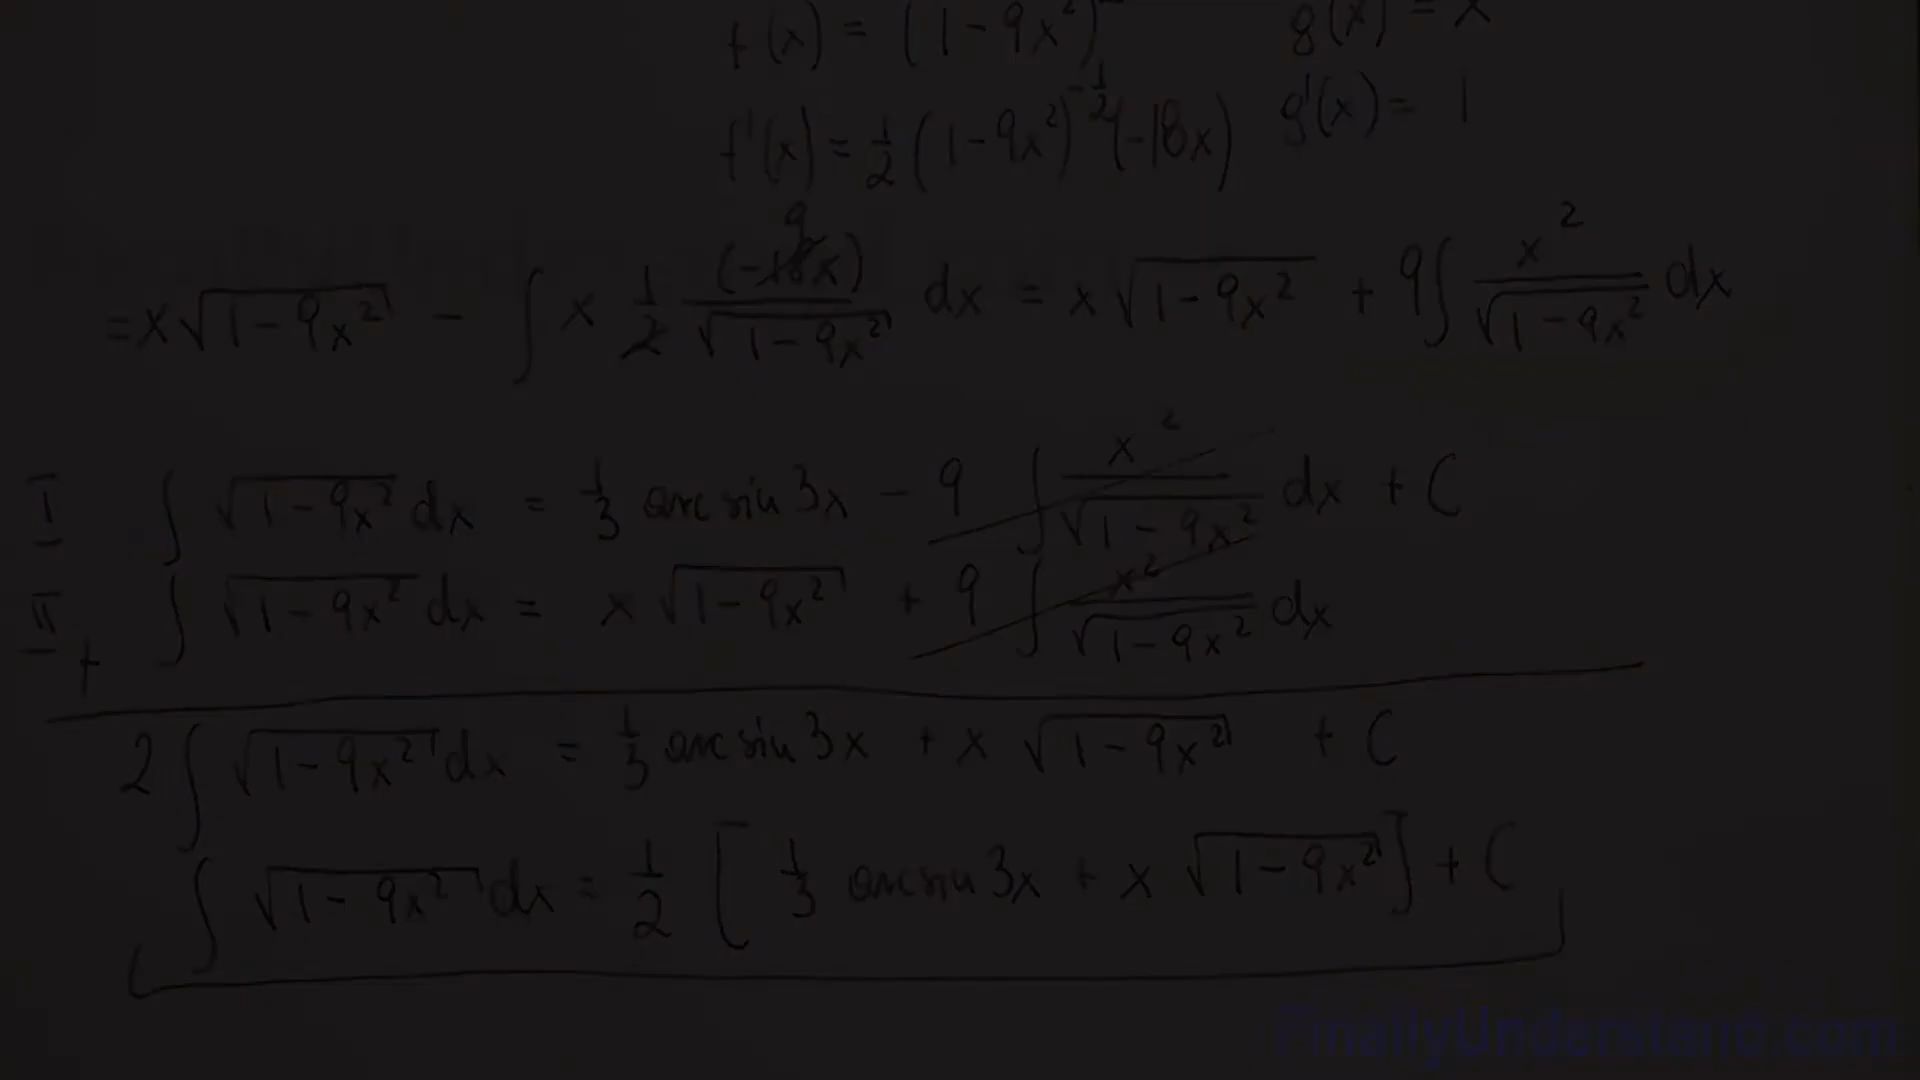 f(x) = (1-9x²) g(x) = x
f'(x) = 1/2 (1-9x²)^(-1/2) (-18x) g'(x) = 1
= x√(1-9x²) - ∫ x 1/2 (-18x)/√(1-9x²) dx = x√(1-9x²) + 9∫ x²/√(1-9x²) dx
9
I ∫ √(1-9x²) dx = 1/3 arcsin 3x - 9 ∫ x²/√(1-9x²) dx + C
II ∫ √(1-9x²) dx = x √(1-9x²) + 9 ∫ x²/√(1-9x²) dx
+
2∫ √(1-9x²) dx = 1/3 arcsin 3x + x √(1-9x²) + C
∫ √(1-9x²) dx = 1/2 [ 1/3 arcsin 3x + x √(1-9x²) ] + C
FinallyUnderstand.com